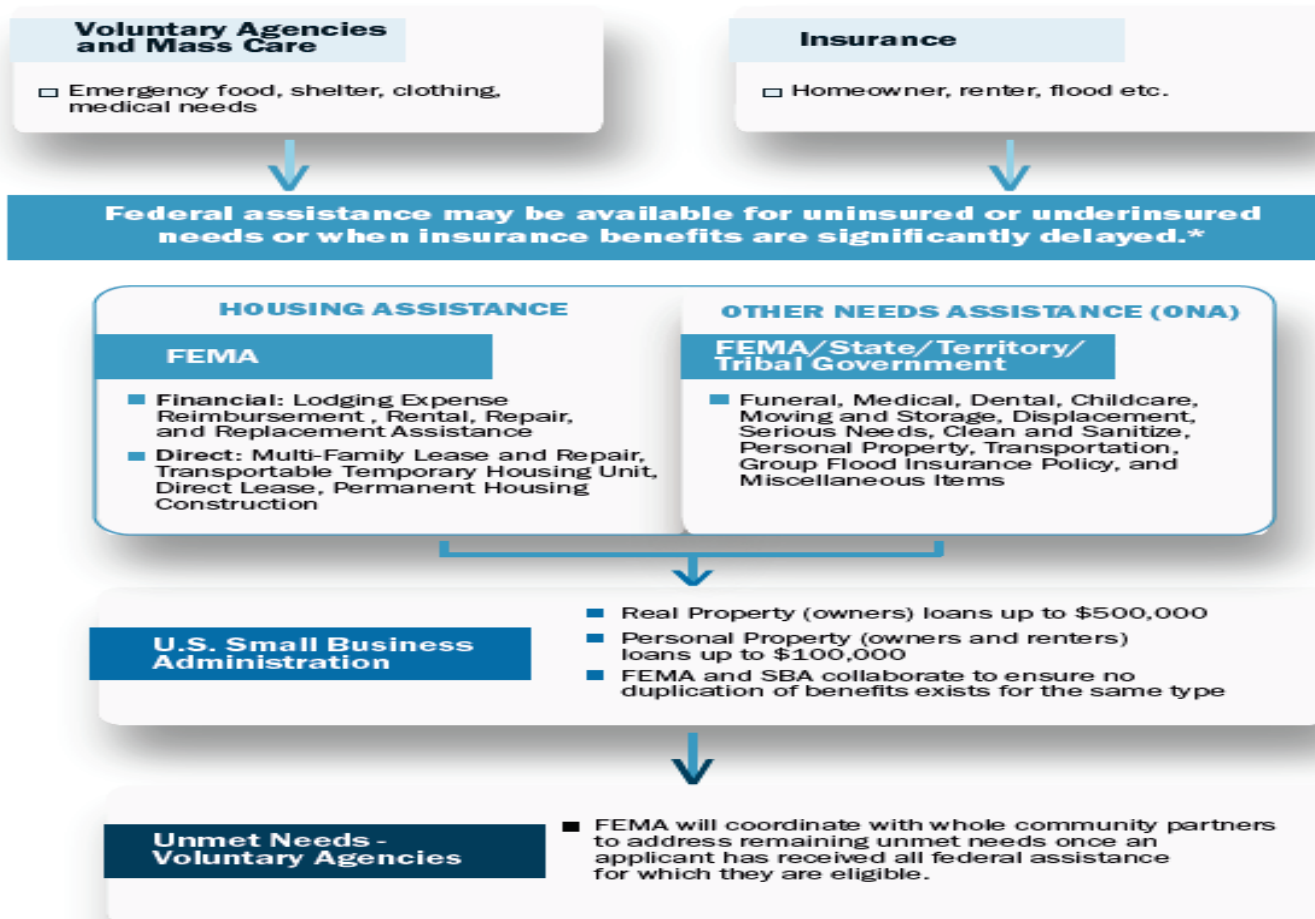 Voluntary Agencies
and Mass Care
Emergency food, shelter, clothing,
medical needs
Insurance
Homeowner, renter, flood etc.
Federal assistance may be available for uninsured or underinsured
needs or when insurance benefits are significantly delayed.*
HOUSING ASSISTANCE
FEMA
Financial: Lodging Expense
Reimbursement , Rental, Repair,
and Replacement Assistance
Direct: Multi-Family Lease and Repair,
Transportable Temporary Housing Unit,
Direct Lease, Permanent Housing
Construction
OTHER NEEDS ASSISTANCE (ONA)
FEMA/State/Territory/
Tribal Government
Funeral, Medical, Dental, Childcare,
Moving and Storage, Displacement,
Serious Needs, Clean and Sanitize,
Personal Property, Transportation,
Group Flood Insurance Policy, and
Miscellaneous Items
U.S. Small Business
Administration
Real Property (owners) loans up to $500,000
Personal Property (owners and renters)
loans up to $100,000
FEMA and SBA collaborate to ensure no
duplication of benefits exists for the same type
Unmet Needs -
Voluntary Agencies
FEMA will coordinate with whole community partners
to address remaining unmet needs once an
applicant has received all federal assistance
for which they are eligible.